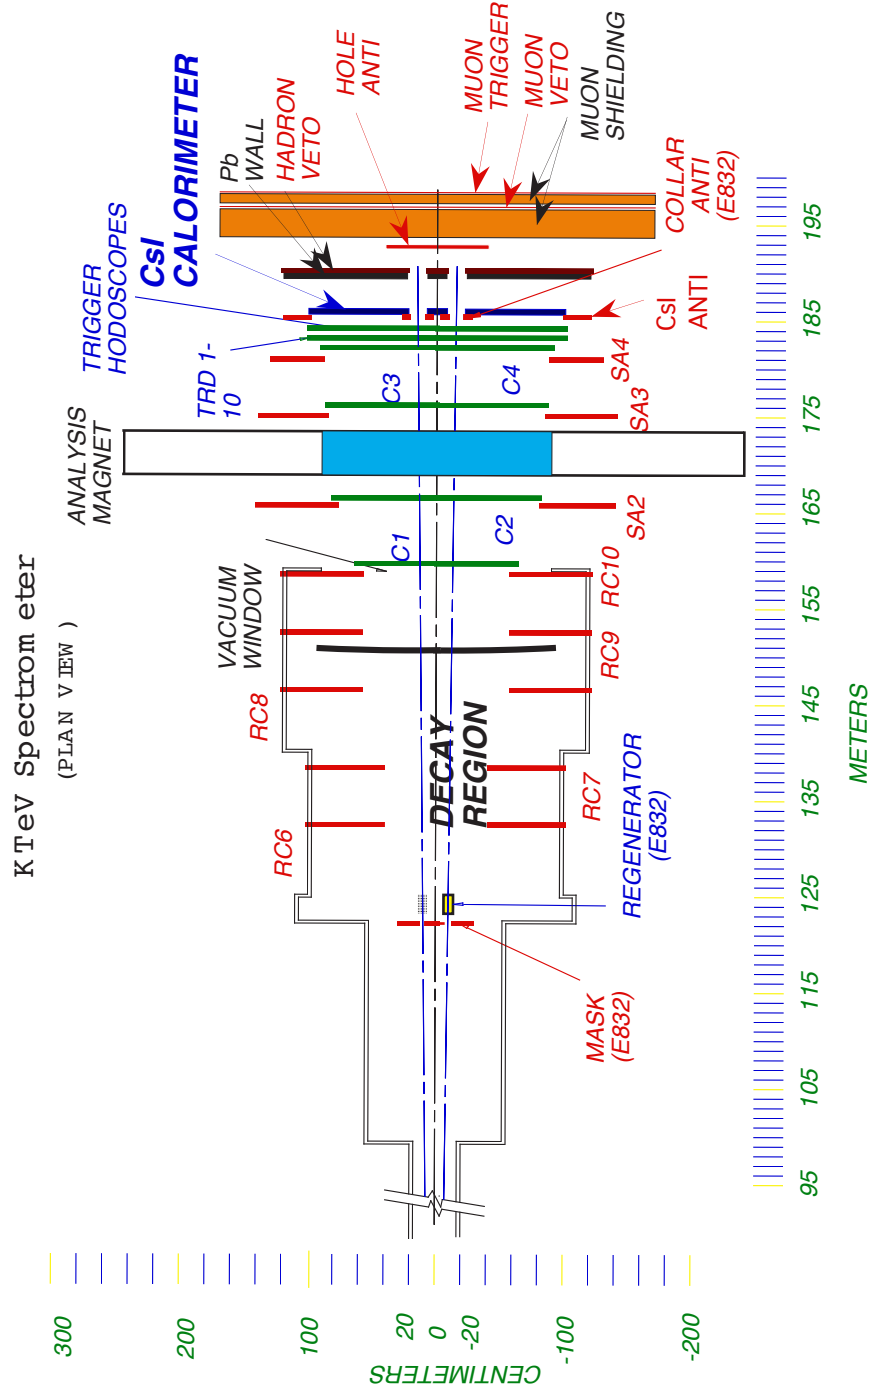 KTeV Spectrom eter
(PLAN VIEW )
ANALYSIS
MAGNET
TRIGGER
HODOSCOPES
CsI
CALORIMETER
Pb
WALL
HADRON
VETO
HOLE
ANTI
MUON
TRIGGER
MUON
VETO
MUON
SHIELDING
COLLAR
ANTI
(E832)
TRD 1-
10
CsI
ANTI
C3
C4
SA4
SA3
VACUUM
WINDOW
C1
C2
SA2
RC10
RC8
RC9
RC6
RC7
DECAY
REGION
REGENERATOR
(E832)
MASK
(E832)
300
200
100
20
0
-20
-100
-200
CENTIMETERS
95
105
115
125
135
145
155
165
175
185
195
METERS